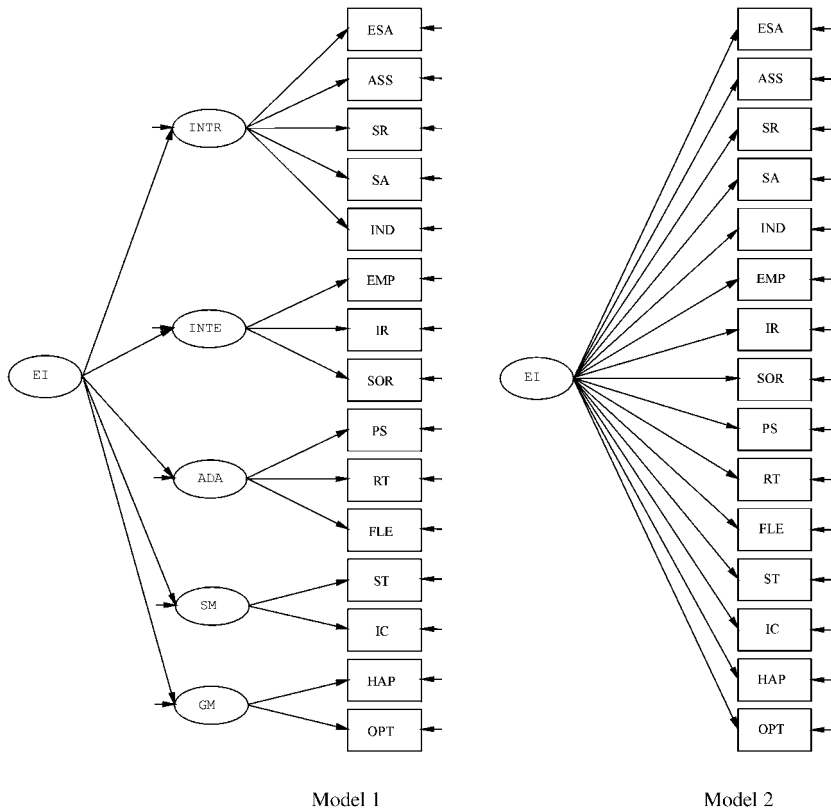 ESA
ASS
INTR
SR
SA
IND
EMP
INTE
IR
EI
SOR
PS
ADA
RT
FLE
ST
SM
IC
HAP
GM
OPT
Model 1
ESA
ASS
SR
SA
IND
EMP
IR
EI
SOR
PS
RT
FLE
ST
IC
HAP
OPT
Model 2